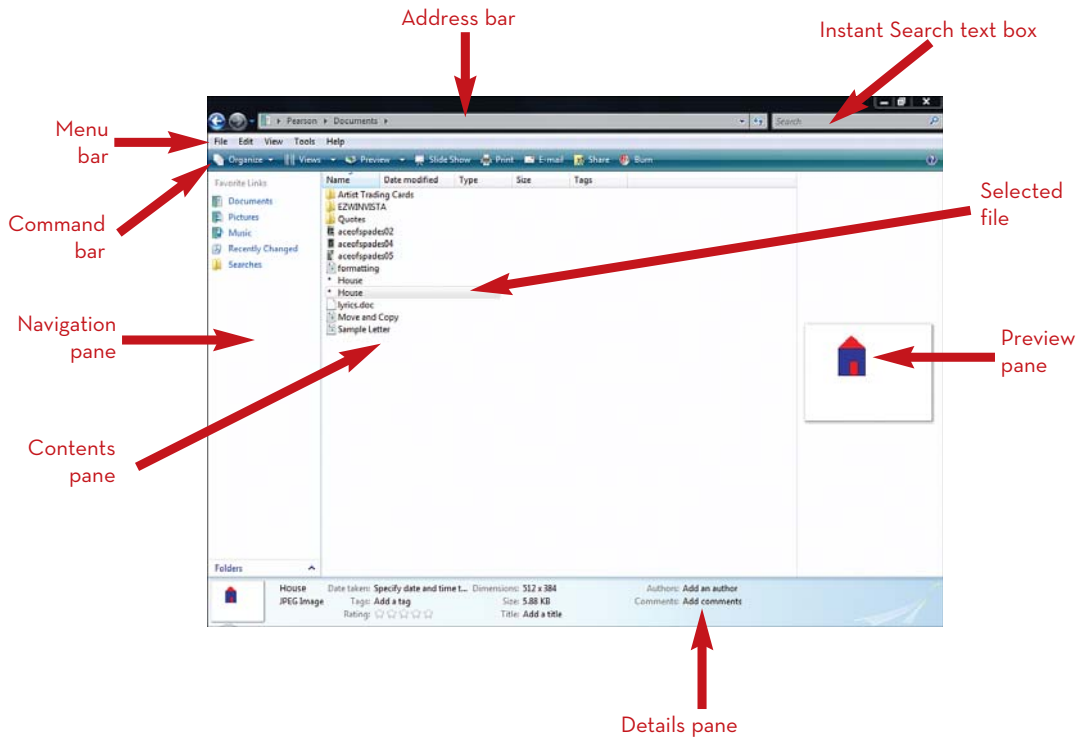 Address bar
Instant Search text box
Pearson Documents
Search
Menu
bar
File Edit View Tools Help
Organize Views Preview Slide Show Print E-mail Share Burn
Command
bar
Favorite Links
Documents
Pictures
Music
Recently Changed
Searches
Name Date modified Type Size Tags
Artist Trading Cards
EZWINVISTA
Quotes
aceofspades02
aceofspades04
aceofspades05
formatting
House
House
lyrics.doc
Move and Copy
Sample Letter
Selected
file
Navigation
pane
Preview
pane
Contents
pane
Folders
House
JPEG Image
Date taken: Specify date and time t...
Tags: Add a tag
Rating:
Dimensions: 512 x 384
Size: 5.88 KB
Title: Add a title
Authors: Add an author
Comments: Add comments
Details pane